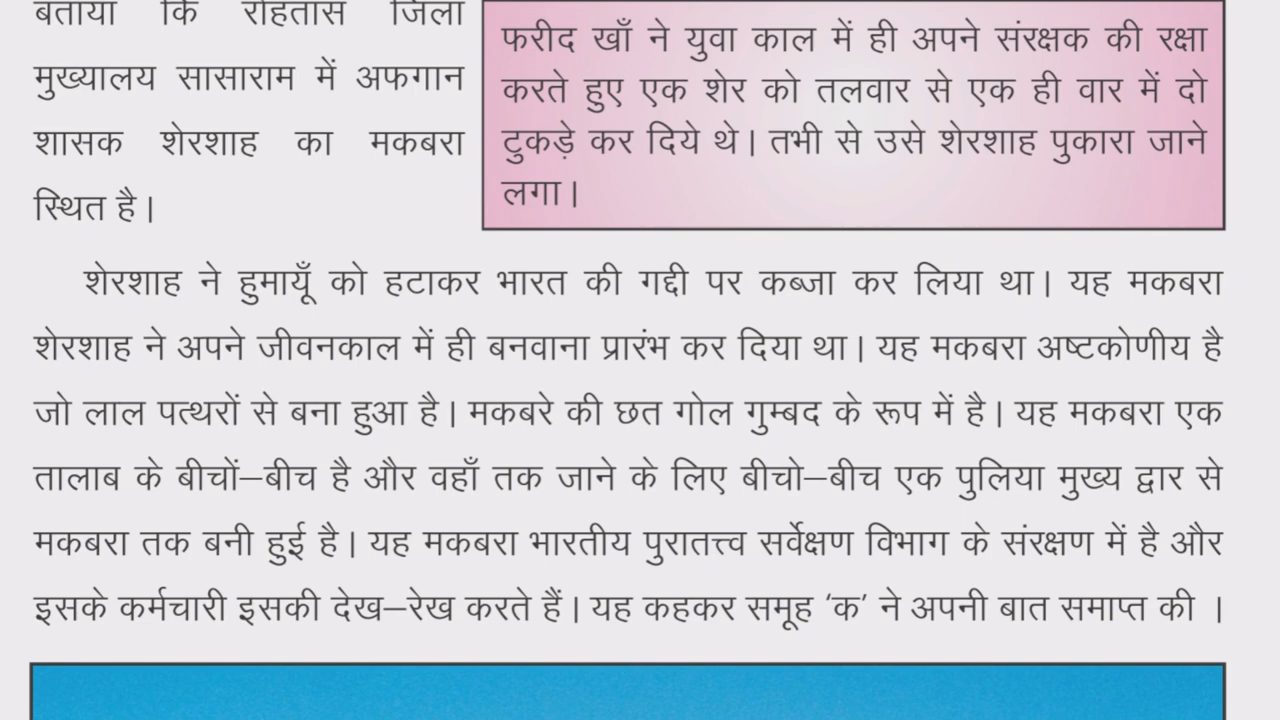 बताया कि रोहतास जिला
मुख्यालय सासाराम में अफगान
शासक शेरशाह का मकबरा
स्थित है।
फरीद खाँ ने युवा काल में ही अपने संरक्षक की रक्षा
करते हुए एक शेर को तलवार से एक ही वार में दो
टुकड़े कर दिये थे। तभी से उसे शेरशाह पुकारा जाने
लगा।
शेरशाह ने हुमायूँ को हटाकर भारत की गद्दी पर कब्जा कर लिया था। यह मकबरा
शेरशाह ने अपने जीवनकाल में ही बनवाना प्रारंभ कर दिया था। यह मकबरा अष्टकोणीय है
जो लाल पत्थरों से बना हुआ है। मकबरे की छत गोल गुम्बद के रूप में है। यह मकबरा एक
तालाब के बीचों–बीच है और वहाँ तक जाने के लिए बीचो–बीच एक पुलिया मुख्य द्वार से
मकबरा तक बनी हुई है। यह मकबरा भारतीय पुरातत्त्व सर्वेक्षण विभाग के संरक्षण में है और
इसके कर्मचारी इसकी देख–रेख करते हैं। यह कहकर समूह ‘क’ ने अपनी बात समाप्त की ।